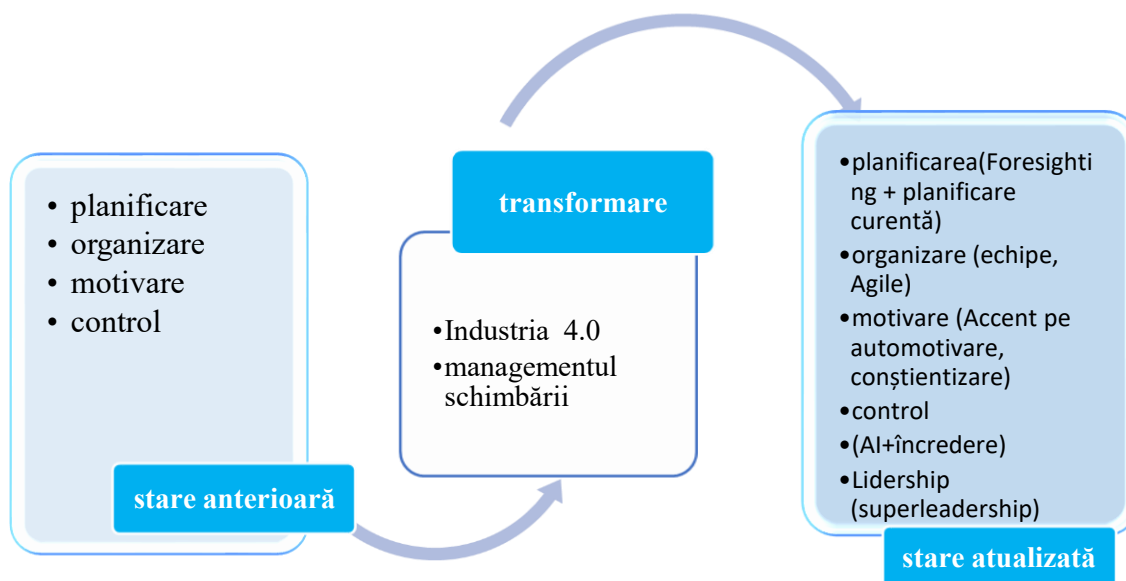 • planificare
• organizare
• motivare
• control
stare anterioară
transformare
•Industria 4.0
•managementul
schimbării
•planificarea(Foresighti
ng + planificare
curentă)
•organizare (echipe,
Agile)
•motivare (Accent pe
automotivare,
conștientizare)
•control
•(AI+încredere)
•Lidership
(superleadership)
stare atualizată